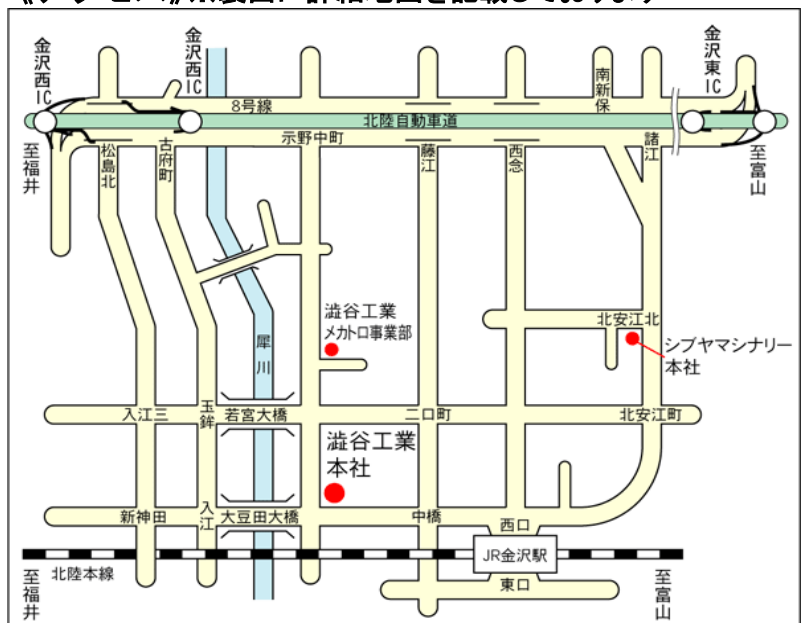 金沢西IC
金沢西IC
金沢東IC
南新保
8号線
北陸自動車道
至福井
松島北
古府町
示野中町
藤江
西念
諸江
至富山
澁谷工業
メカトロ事業部
北安江北
シブヤマシナリー
本社
犀川
入江三
玉鉾
若宮大橋
二口町
北安江町
澁谷工業
本社
新神田
入江
大豆田大橋
中橋
西口
JR金沢駅
東口
北陸本線
至福井
至富山